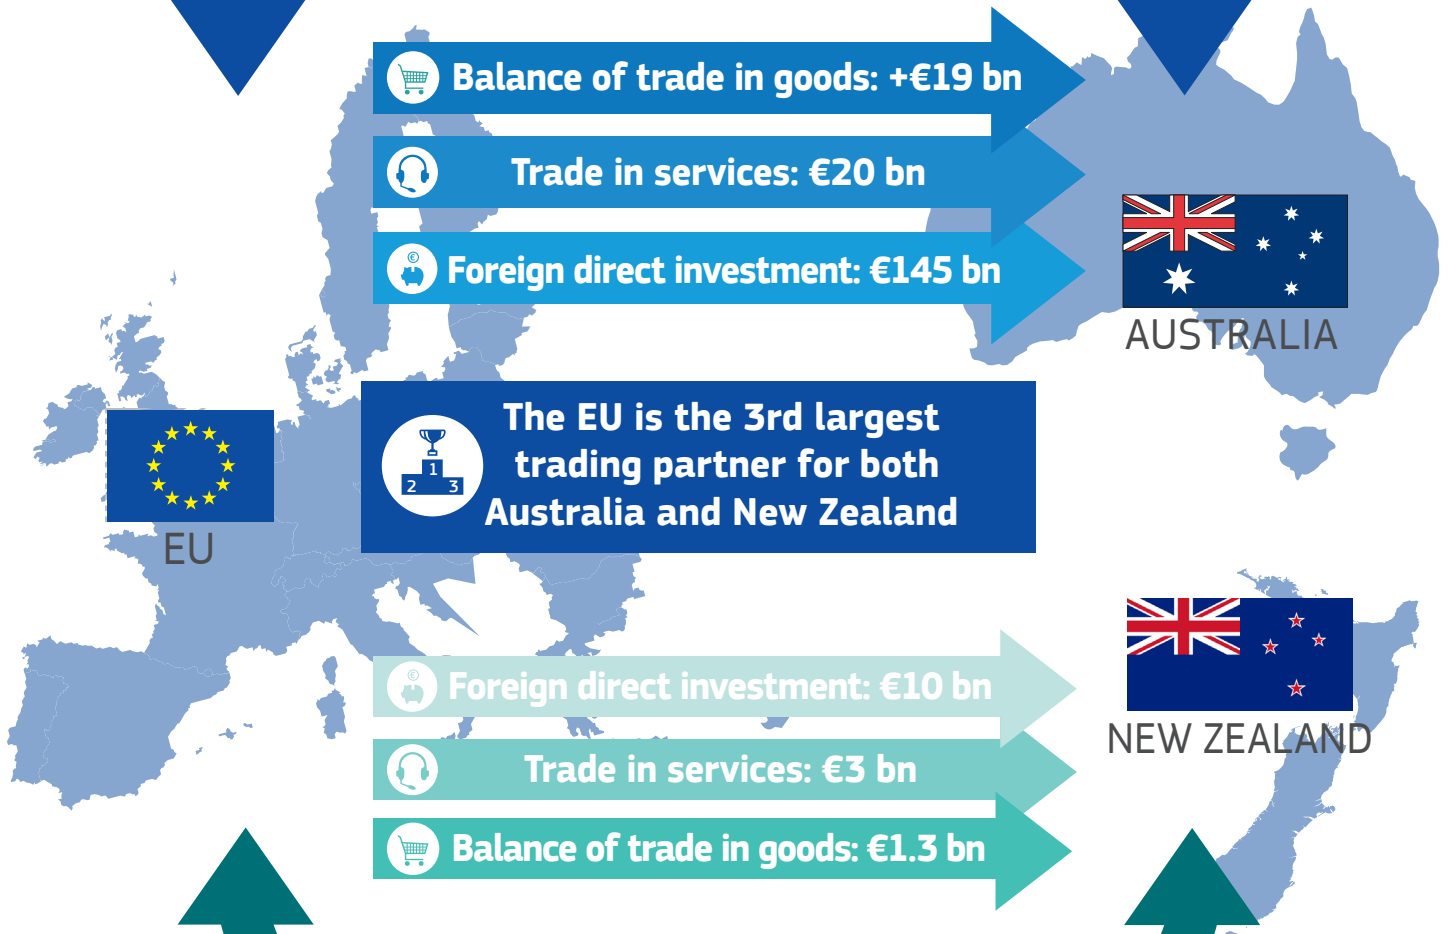 Balance of trade in goods: +€19 bn
Trade in services: €20 bn
€
Foreign direct investment: €145 bn
AUSTRALIA
The EU is the 3rd largest
trading partner for both
Australia and New Zealand
1
2 3
EU
€
Foreign direct investment: €10 bn
NEW ZEALAND
Trade in services: €3 bn
Balance of trade in goods: €1.3 bn